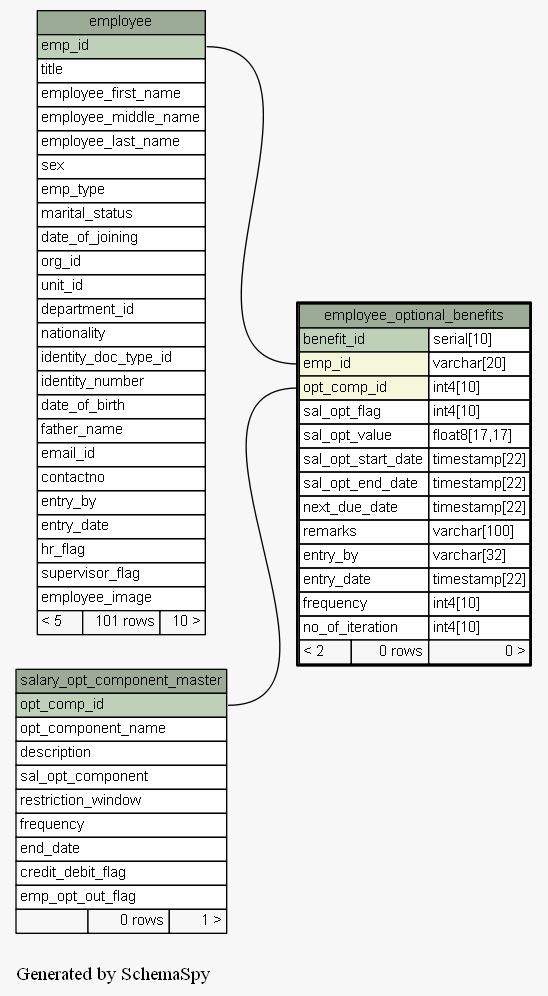 employee
emp_id
title
employee_first_name
employee_middle_name
employee_last_name
sex
emp_type
marital_status
date_of_joining
org_id
unit_id
department_id
nationality
identity_doc_type_id
identity_number
date_of_birth
father_name
email_id
contactno
entry_by
entry_date
hr_flag
supervisor_flag
employee_image
< 5 101 rows 10 >
employee_optional_benefits
benefit_id serial[10]
emp_id varchar[20]
opt_comp_id int4[10]
sal_opt_flag int4[10]
sal_opt_value float8[17,17]
sal_opt_start_date timestamp[22]
sal_opt_end_date timestamp[22]
next_due_date timestamp[22]
remarks varchar[100]
entry_by varchar[32]
entry_date timestamp[22]
frequency int4[10]
no_of_iteration int4[10]
< 2 0 rows 0 >
salary_opt_component_master
opt_comp_id
opt_component_name
description
sal_opt_component
restriction_window
frequency
end_date
credit_debit_flag
emp_opt_out_flag
0 rows 1 >
Generated by SchemaSpy